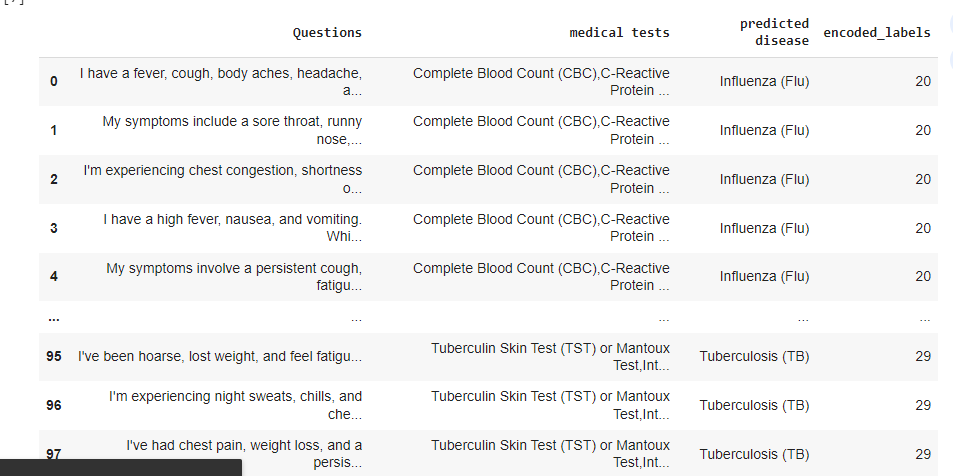 Questions medical tests predicted disease encoded_labels
0 I have a fever, cough, body aches, headache, a... Complete Blood Count (CBC),C-Reactive Protein ... Influenza (Flu) 20
1 My symptoms include a sore throat, runny nose,... Complete Blood Count (CBC),C-Reactive Protein ... Influenza (Flu) 20
2 I'm experiencing chest congestion, shortness o... Complete Blood Count (CBC),C-Reactive Protein ... Influenza (Flu) 20
3 I have a high fever, nausea, and vomiting. Whi... Complete Blood Count (CBC),C-Reactive Protein ... Influenza (Flu) 20
4 My symptoms involve a persistent cough, fatigu... Complete Blood Count (CBC),C-Reactive Protein ... Influenza (Flu) 20
... ... ... ... ...
95 I've been hoarse, lost weight, and feel fatigu... Tuberculin Skin Test (TST) or Mantoux Test,Int... Tuberculosis (TB) 29
96 I'm experiencing night sweats, chills, and che... Tuberculin Skin Test (TST) or Mantoux Test,Int... Tuberculosis (TB) 29
97 I've had chest pain, weight loss, and a persis... Tuberculin Skin Test (TST) or Mantoux Test,Int... Tuberculosis (TB) 29